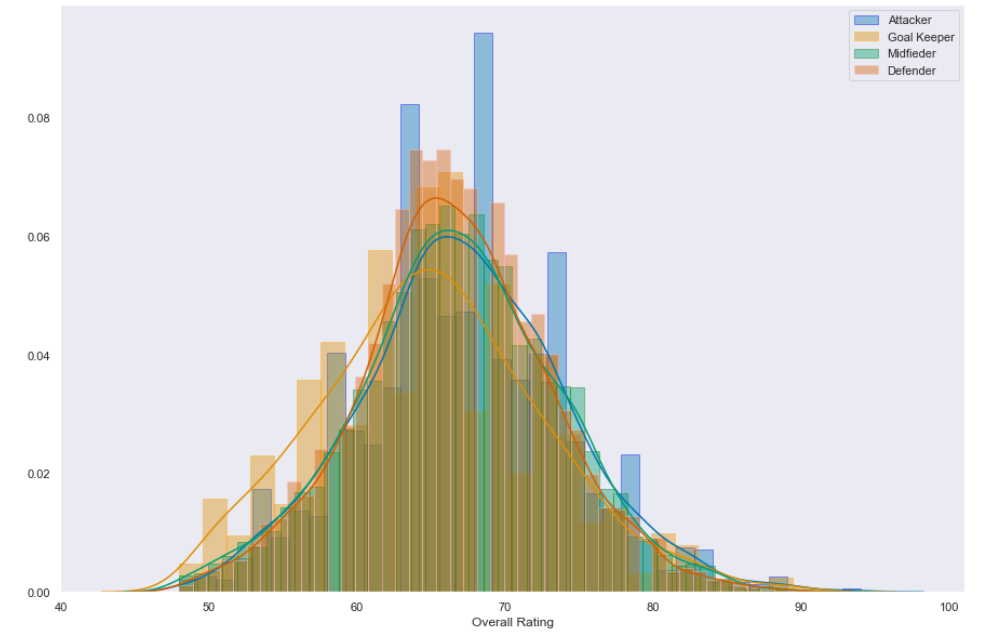 Attacker
Goal Keeper
Midfieder
Defender
0.08
0.06
0.04
0.02
0.00
40 50 60 70 80 90 100
Overall Rating